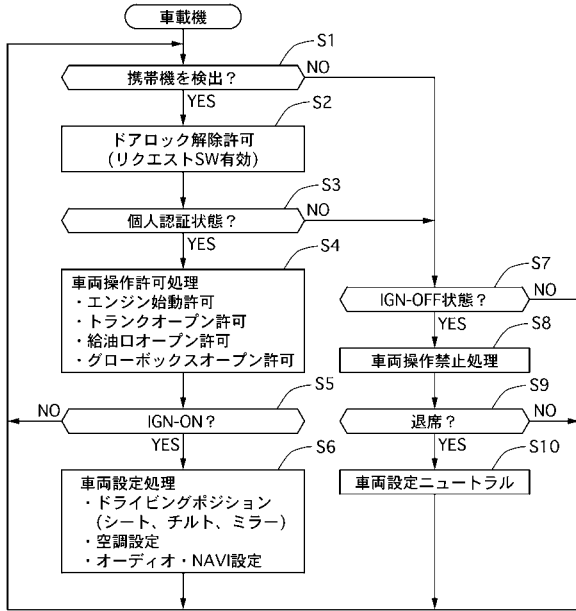 車載機
S1
携帯機を検出？
NO
YES
S2
ドアロック解除許可
(リクエストSW有効)
S3
個人認証状態？
NO
YES
S4
車両操作許可処理
・エンジン始動許可
・トランクオープン許可
・給油口オープン許可
・グローボックスオープン許可
S5
NO
IGN-ON？
YES
S6
車両設定処理
・ドライビングポジション
(シート、チルト、ミラー)
・空調設定
・オーディオ・NAVI設定
S7
IGN-OFF状態？
NO
YES
S8
車両操作禁止処理
S9
退席？
NO
YES
S10
車両設定ニュートラル